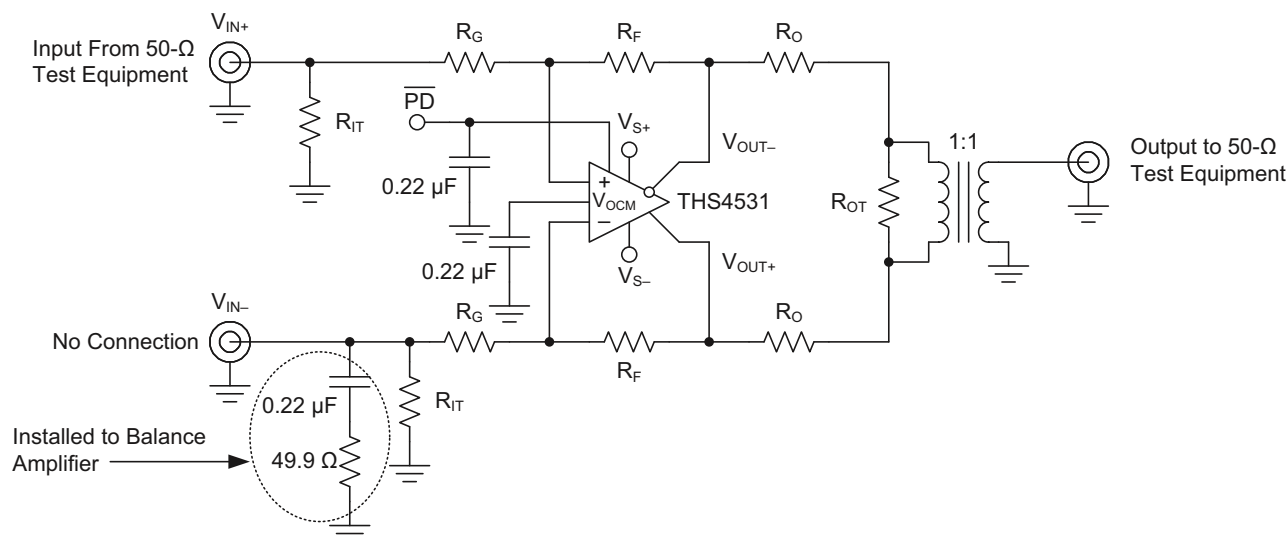 V_IN+
Input From 50-Ω
Test Equipment
R_G
R_F
R_O
R_IT
PD
V_S+
V_OUT–
1:1
Output to 50-Ω
Test Equipment
0.22 µF
+
V_OCM
–
THS4531
R_OT
0.22 µF
V_S–
V_OUT+
V_IN–
R_G
R_O
No Connection
R_F
0.22 µF
R_IT
Installed to Balance
Amplifier
49.9 Ω